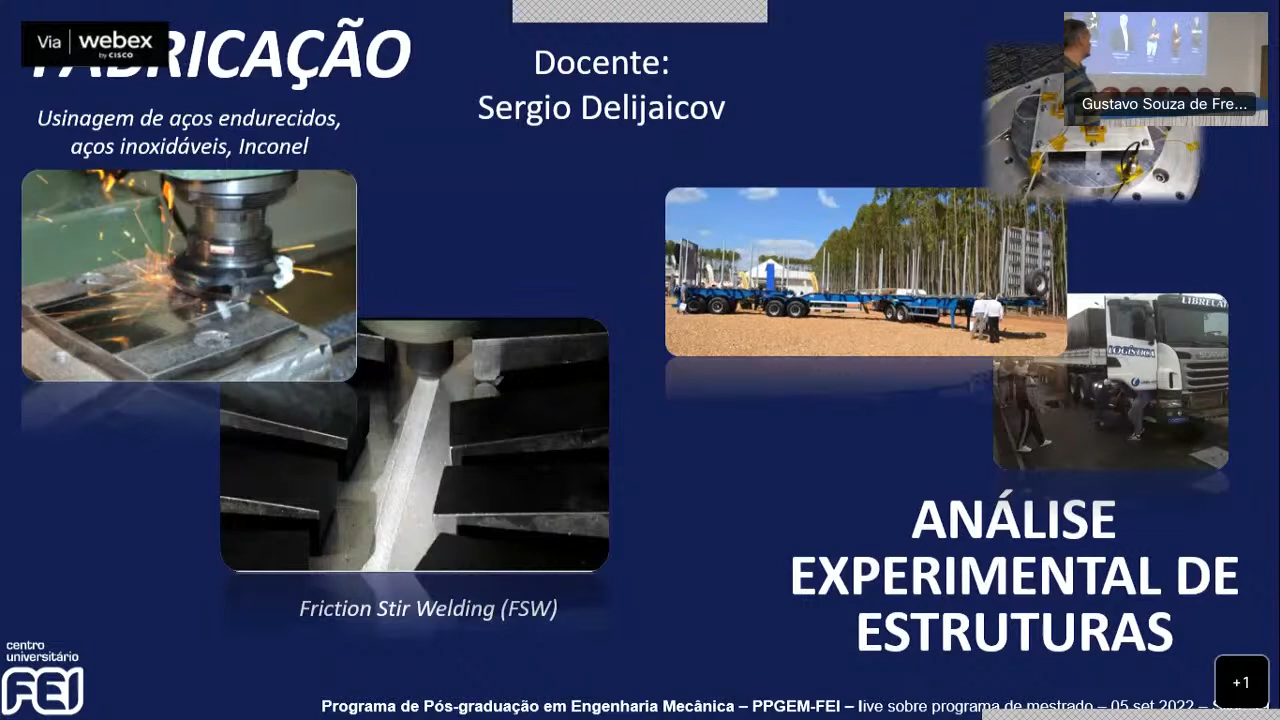 Via webex
by CISCO
FABRICAÇÃO
Docente:
Sergio Delijaicov
Gustavo Souza de Fre...
Usinagem de aços endurecidos,
aços inoxidáveis, Inconel
LOGÍSTICA
Friction Stir Welding (FSW)
ANÁLISE
EXPERIMENTAL DE
ESTRUTURAS
centro
universitário
FEI
+1
Programa de Pós-graduação em Engenharia Mecânica – PPGEM-FEI – live sobre programa de mestrado – 05 set 2022 –